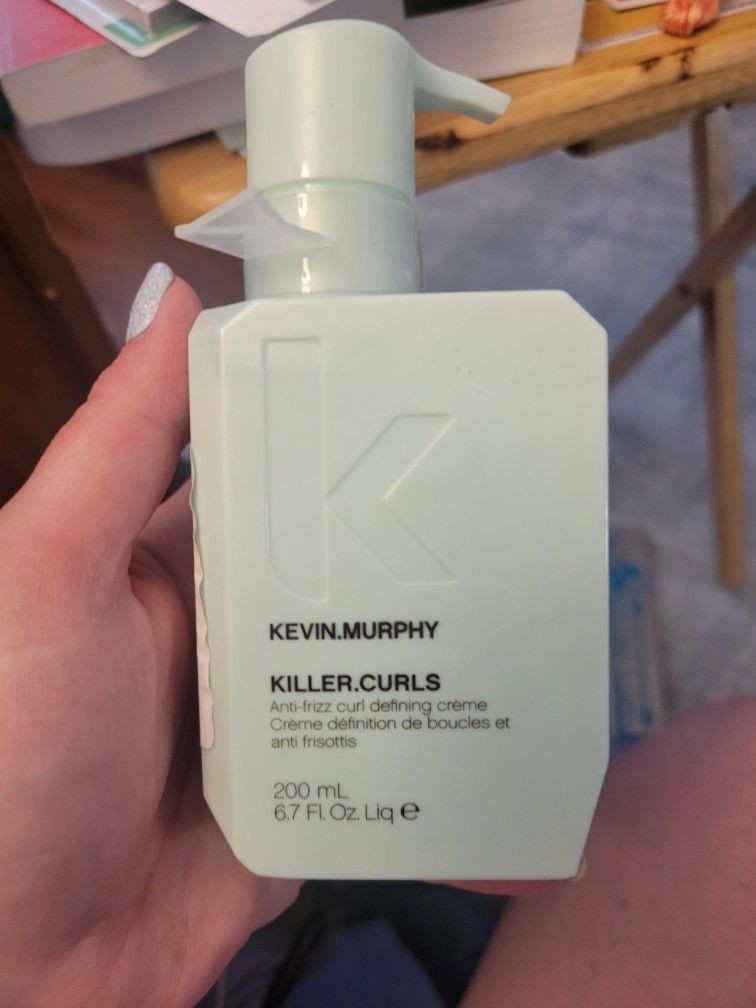 KEVIN.MURPHY
KILLER.CURLS
Anti-frizz curl defining crème
Crème définition de boucles et
anti frisottis
200 mL
6.7 Fl. Oz. Liq ℮